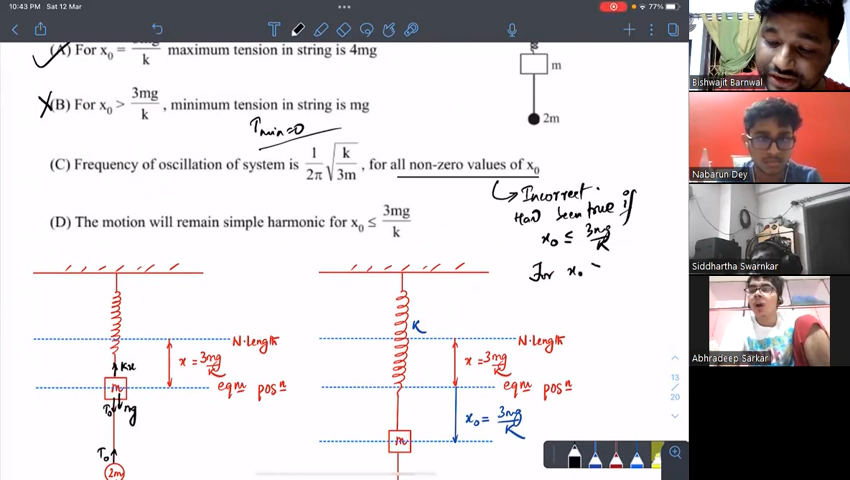 10:43 PM Sat 12 Mar
77%
(A) For x₀ = 3mg/k maximum tension in string is 4mg
(B) For x₀ > 3mg/k, minimum tension in string is mg
Tmin=0
(C) Frequency of oscillation of system is 1/2π √k/3m, for all non-zero values of x₀
(D) The motion will remain simple harmonic for x₀ ≤ 3mg/k
m
2m
Incorrect.
Had been true if
x₀ ≤ 3mg/K
For x₀
N.length
x = 3mg/K
eqm posn
Kx
m
T₀
mg
T₀
2m
K
N.length
x=3mg/K
eqm posn
x₀ = 3mg/K
m
13
/
20
Bishwajit Barnwal
Nabarun Dey
Siddhartha Swarnkar
Abhradeep Sarkar